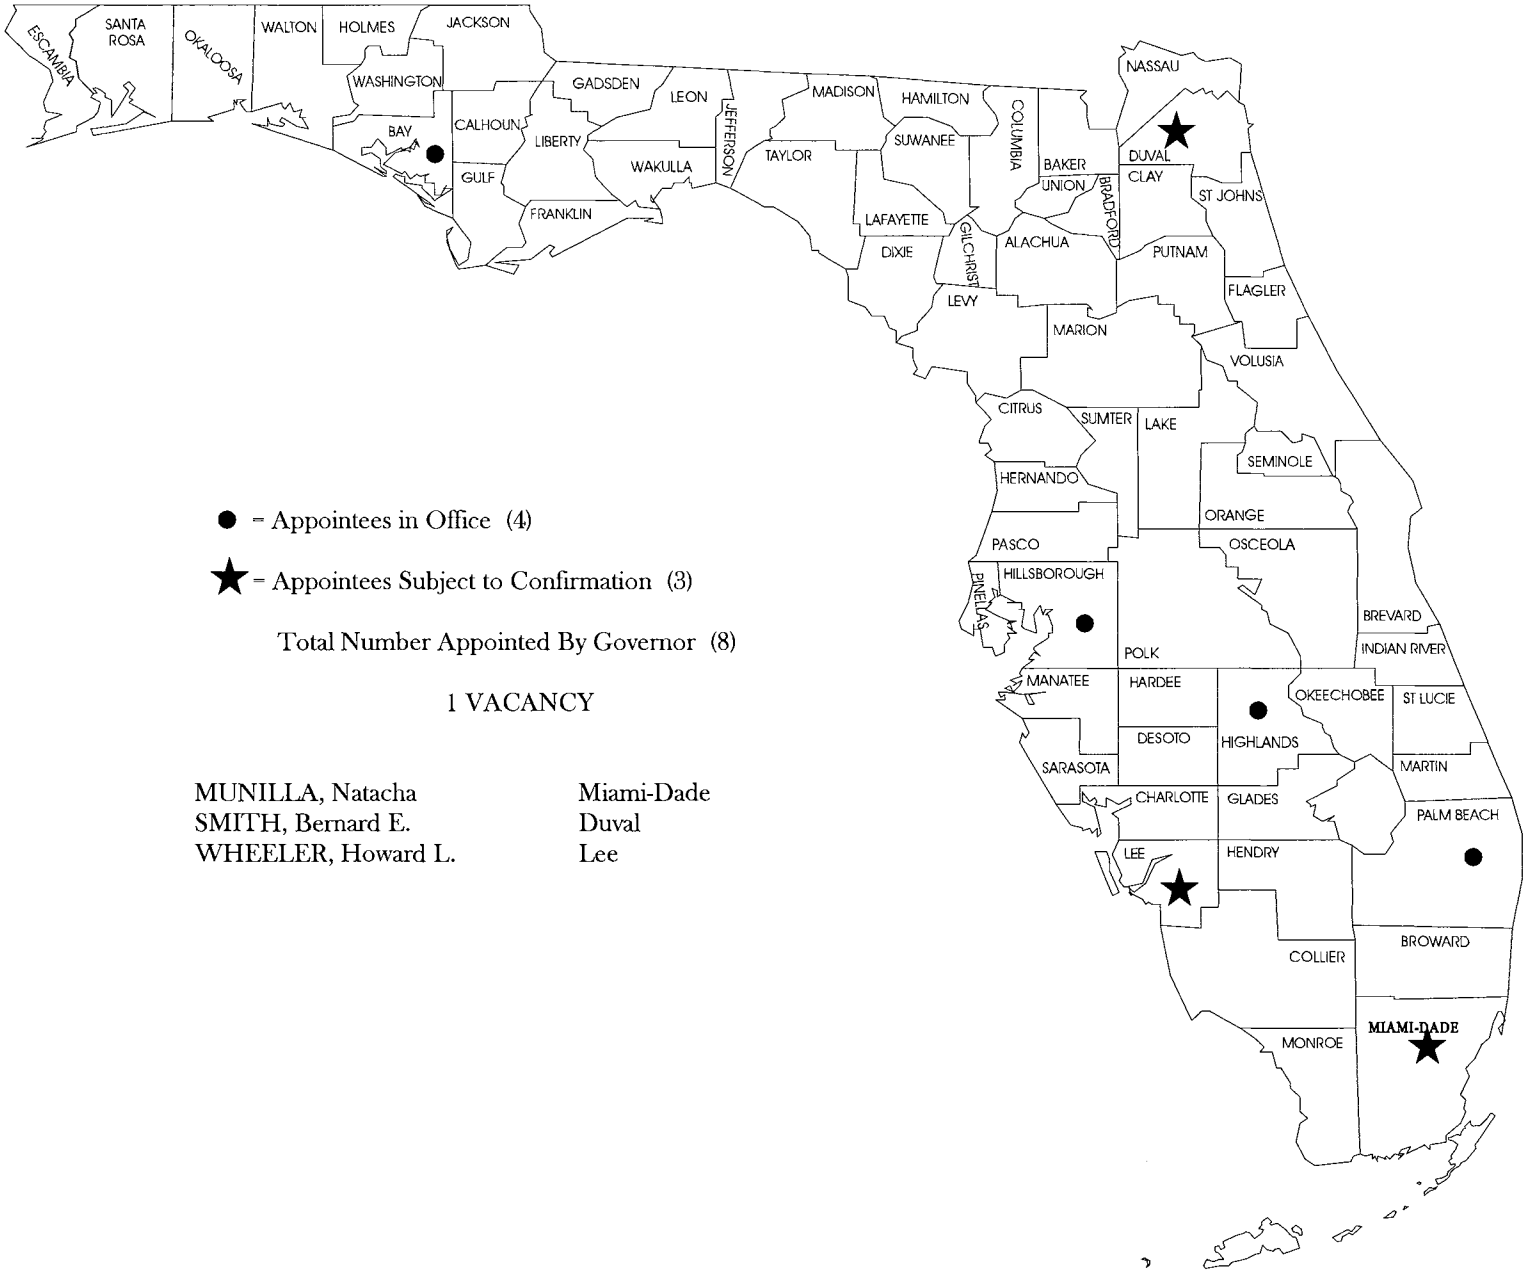 ESCAMBIA
SANTA
ROSA
OKALOOSA
WALTON
HOLMES
JACKSON
WASHINGTON
BAY
CALHOUN
GULF
LIBERTY
GADSDEN
FRANKLIN
LEON
WAKULLA
JEFFERSON
MADISON
TAYLOR
HAMILTON
SUWANEE
LAFAYETTE
DIXIE
COLUMBIA
GILCHRIST
LEVY
BAKER
UNION
BRADFORD
ALACHUA
NASSAU
DUVAL
CLAY
ST JOHNS
PUTNAM
FLAGLER
MARION
VOLUSIA
CITRUS
SUMTER
LAKE
SEMINOLE
HERNANDO
ORANGE
PASCO
OSCEOLA
HILLSBOROUGH
PINELLAS
BREVARD
POLK
INDIAN RIVER
MANATEE
HARDEE
OKEECHOBEE
ST LUCIE
DESOTO
HIGHLANDS
SARASOTA
MARTIN
CHARLOTTE
GLADES
PALM BEACH
LEE
HENDRY
BROWARD
COLLIER
MIAMI-DADE
MONROE
= Appointees in Office (4)
= Appointees Subject to Confirmation (3)
Total Number Appointed By Governor (8)
1 VACANCY
MUNILLA, Natacha Miami-Dade
SMITH, Bernard E. Duval
WHEELER, Howard L. Lee